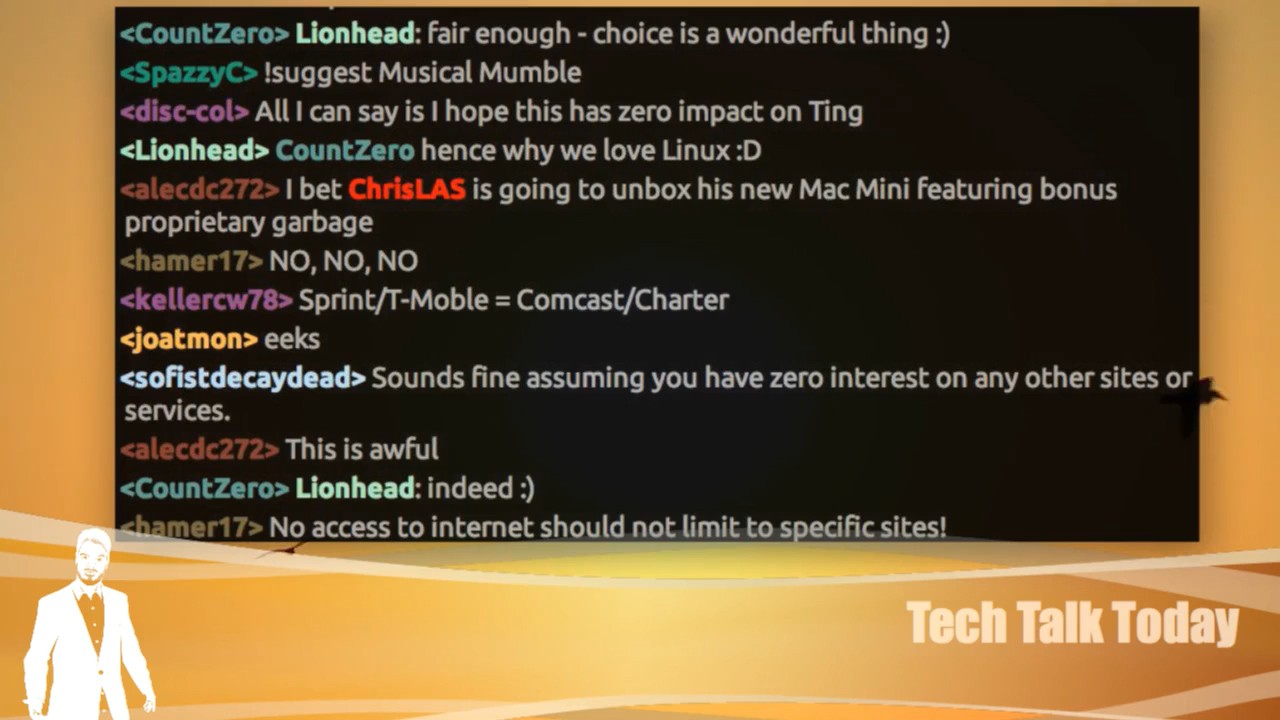 <CountZero> Lionhead: fair enough - choice is a wonderful thing :)
<SpazzyC> !suggest Musical Mumble
<disc-col> All I can say is I hope this has zero impact on Ting
<Lionhead> CountZero hence why we love Linux :D
<alecdc272> I bet ChrisLAS is going to unbox his new Mac Mini featuring bonus
proprietary garbage
<hamer17> NO, NO, NO
<kellercw78> Sprint/T-Moble = Comcast/Charter
<joatmon> eeks
<sofistdecaydead> Sounds fine assuming you have zero interest on any other sites or
services.
<alecdc272> This is awful
<CountZero> Lionhead: indeed :)
<hamer17> No access to internet should not limit to specific sites!
Tech Talk Today